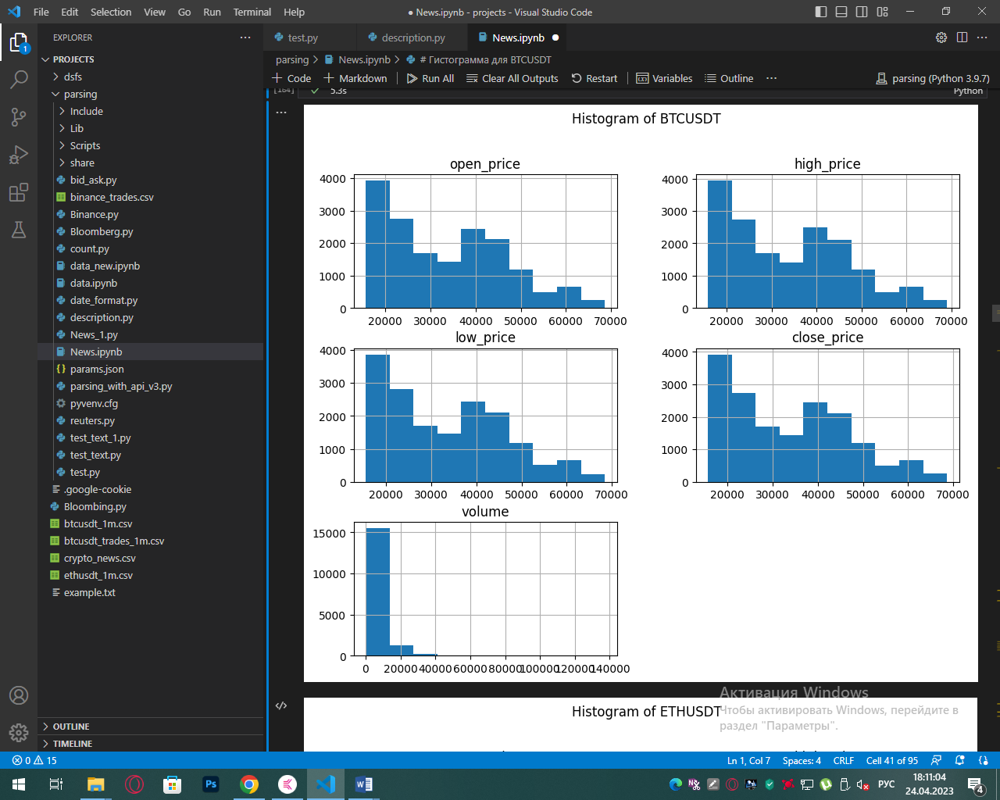 File Edit Selection View Go Run Terminal Help
● News.ipynb - projects - Visual Studio Code
EXPLORER
PROJECTS
dsfs
parsing
Include
Lib
Scripts
share
bid_ask.py
binance_trades.csv
Binance.py
Bloomberg.py
count.py
data_new.ipynb
data.ipynb
date_format.py
description.py
News_1.py
News.ipynb
params.json
parsing_with_api_v3.py
pyvenv.cfg
reuters.py
test_text_1.py
test_text.py
test.py
.google-cookie
Bloombing.py
btcusdt_1m.csv
btcusdt_trades_1m.csv
crypto_news.csv
ethusdt_1m.csv
example.txt
OUTLINE
TIMELINE
test.py description.py News.ipynb
parsing > News.ipynb > # Гистограмма для BTCUSDT
Code Markdown Run All Clear All Outputs Restart Variables Outline parsing (Python 3.9.7)
[164] 5.3s Python
Histogram of BTCUSDT
open_price
4000
3000
2000
1000
0
20000 30000 40000 50000 60000 70000
high_price
4000
3000
2000
1000
0
20000 30000 40000 50000 60000 70000
low_price
4000
3000
2000
1000
0
20000 30000 40000 50000 60000 70000
close_price
4000
3000
2000
1000
0
20000 30000 40000 50000 60000 70000
volume
15000
10000
5000
0
0 20000 40000 60000 80000 100000 120000 140000
Histogram of ETHUSDT
Активация Windows
Чтобы активировать Windows, перейдите в
раздел "Параметры".
0 15 Ln 1, Col 7 Spaces: 4 CRLF Cell 41 of 95
Ps
РУС
18:11:04
24.04.2023
4